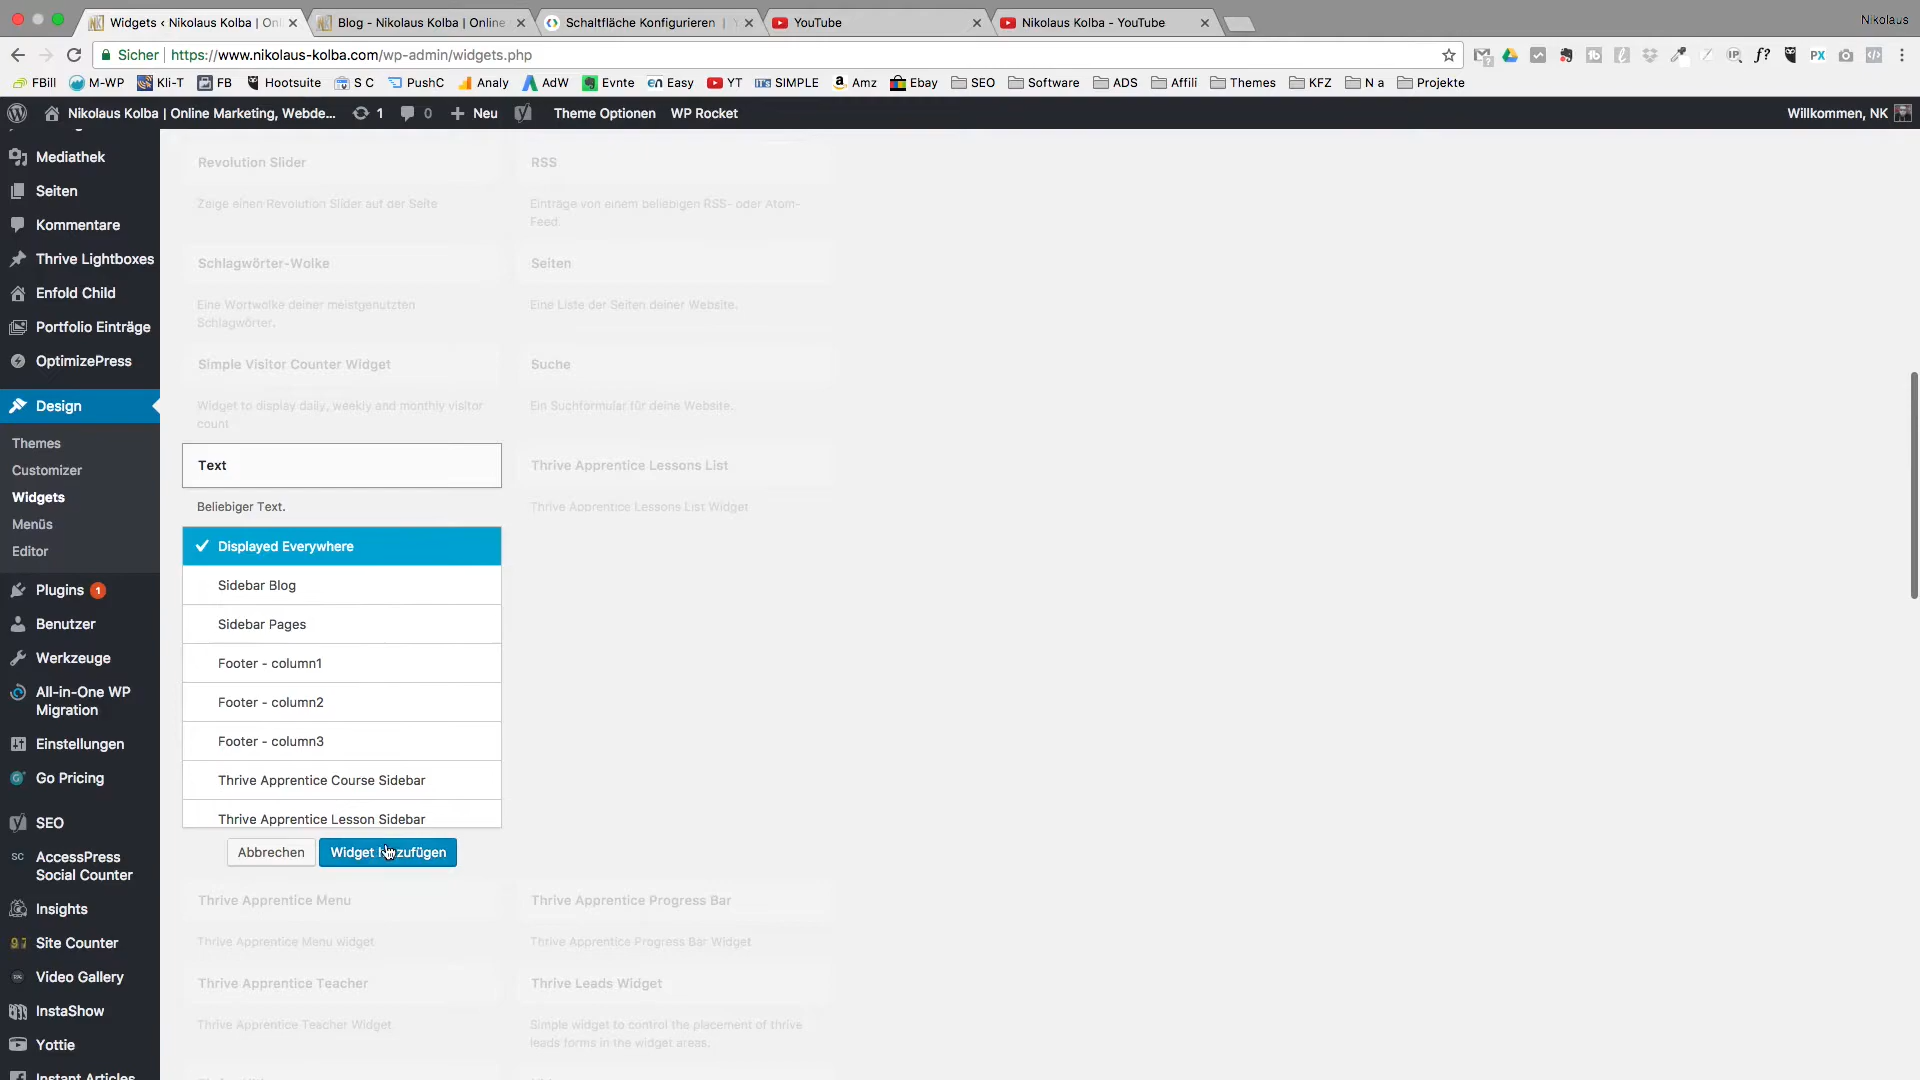 Widgets ‹ Nikolaus Kolba | On
Blog - Nikolaus Kolba | Online
Schaltfläche Konfigurieren |
YouTube
Nikolaus Kolba - YouTube
Nikolaus
Sicher
https://www.nikolaus-kolba.com/wp-admin/widgets.php
FBill
M-WP
Kli-T
FB
Hootsuite
S C
PushC
Analy
AdW
Evnte
Easy
YT
SIMPLE
Amz
Ebay
SEO
Software
ADS
Affili
Themes
KFZ
N a
Projekte
Nikolaus Kolba | Online Marketing, Webde...
1
0
Neu
Theme Optionen
WP Rocket
Willkommen, NK
Mediathek
Seiten
Kommentare
Thrive Lightboxes
Enfold Child
Portfolio Einträge
OptimizePress
Design
Themes
Customizer
Widgets
Menüs
Editor
Plugins 1
Benutzer
Werkzeuge
All-in-One WP
Migration
Einstellungen
Go Pricing
SEO
SC AccessPress
Social Counter
Insights
Site Counter
Video Gallery
InstaShow
Yottie
Instant Articles
Revolution Slider
Zeige einen Revolution Slider auf der Seite
RSS
Einträge von einem beliebigen RSS- oder Atom-
Feed.
Schlagwörter-Wolke
Eine Wortwolke deiner meistgenutzten
Schlagwörter.
Seiten
Eine Liste der Seiten deiner Website.
Simple Visitor Counter Widget
Widget to display daily, weekly and monthly visitor
count
Suche
Ein Suchformular für deine Website.
Text
Beliebiger Text.
Thrive Apprentice Lessons List
Thrive Apprentice Lessons List Widget
Displayed Everywhere
Sidebar Blog
Sidebar Pages
Footer - column1
Footer - column2
Footer - column3
Thrive Apprentice Course Sidebar
Thrive Apprentice Lesson Sidebar
Abbrechen
Widget hinzufügen
Thrive Apprentice Menu
Thrive Apprentice Menu widget
Thrive Apprentice Progress Bar
Thrive Apprentice Progress Bar Widget
Thrive Apprentice Teacher
Thrive Apprentice Teacher Widget
Thrive Leads Widget
Simple widget to control the placement of thrive
leads forms in the widget areas.